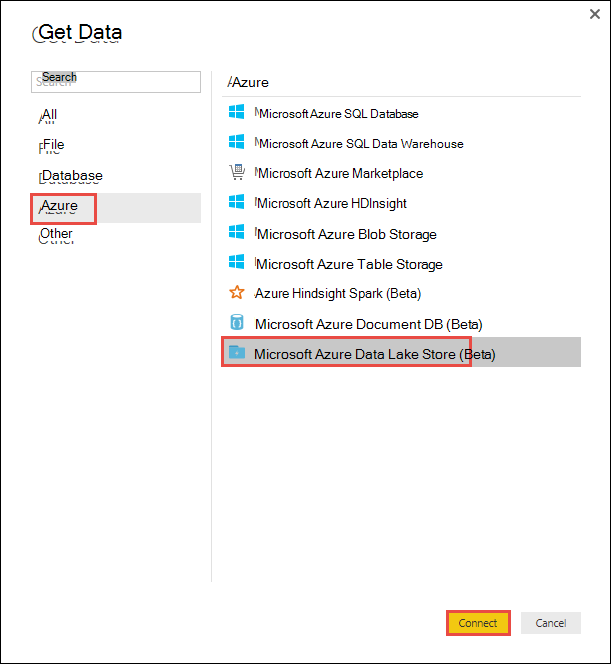 Get Data
Search
All
File
Database
Azure
Other
Azure
Microsoft Azure SQL Database
Microsoft Azure SQL Data Warehouse
Microsoft Azure Marketplace
Microsoft Azure HDInsight
Microsoft Azure Blob Storage
Microsoft Azure Table Storage
Azure Hindsight Spark (Beta)
Microsoft Azure Document DB (Beta)
Microsoft Azure Data Lake Store (Beta)
Connect
Cancel